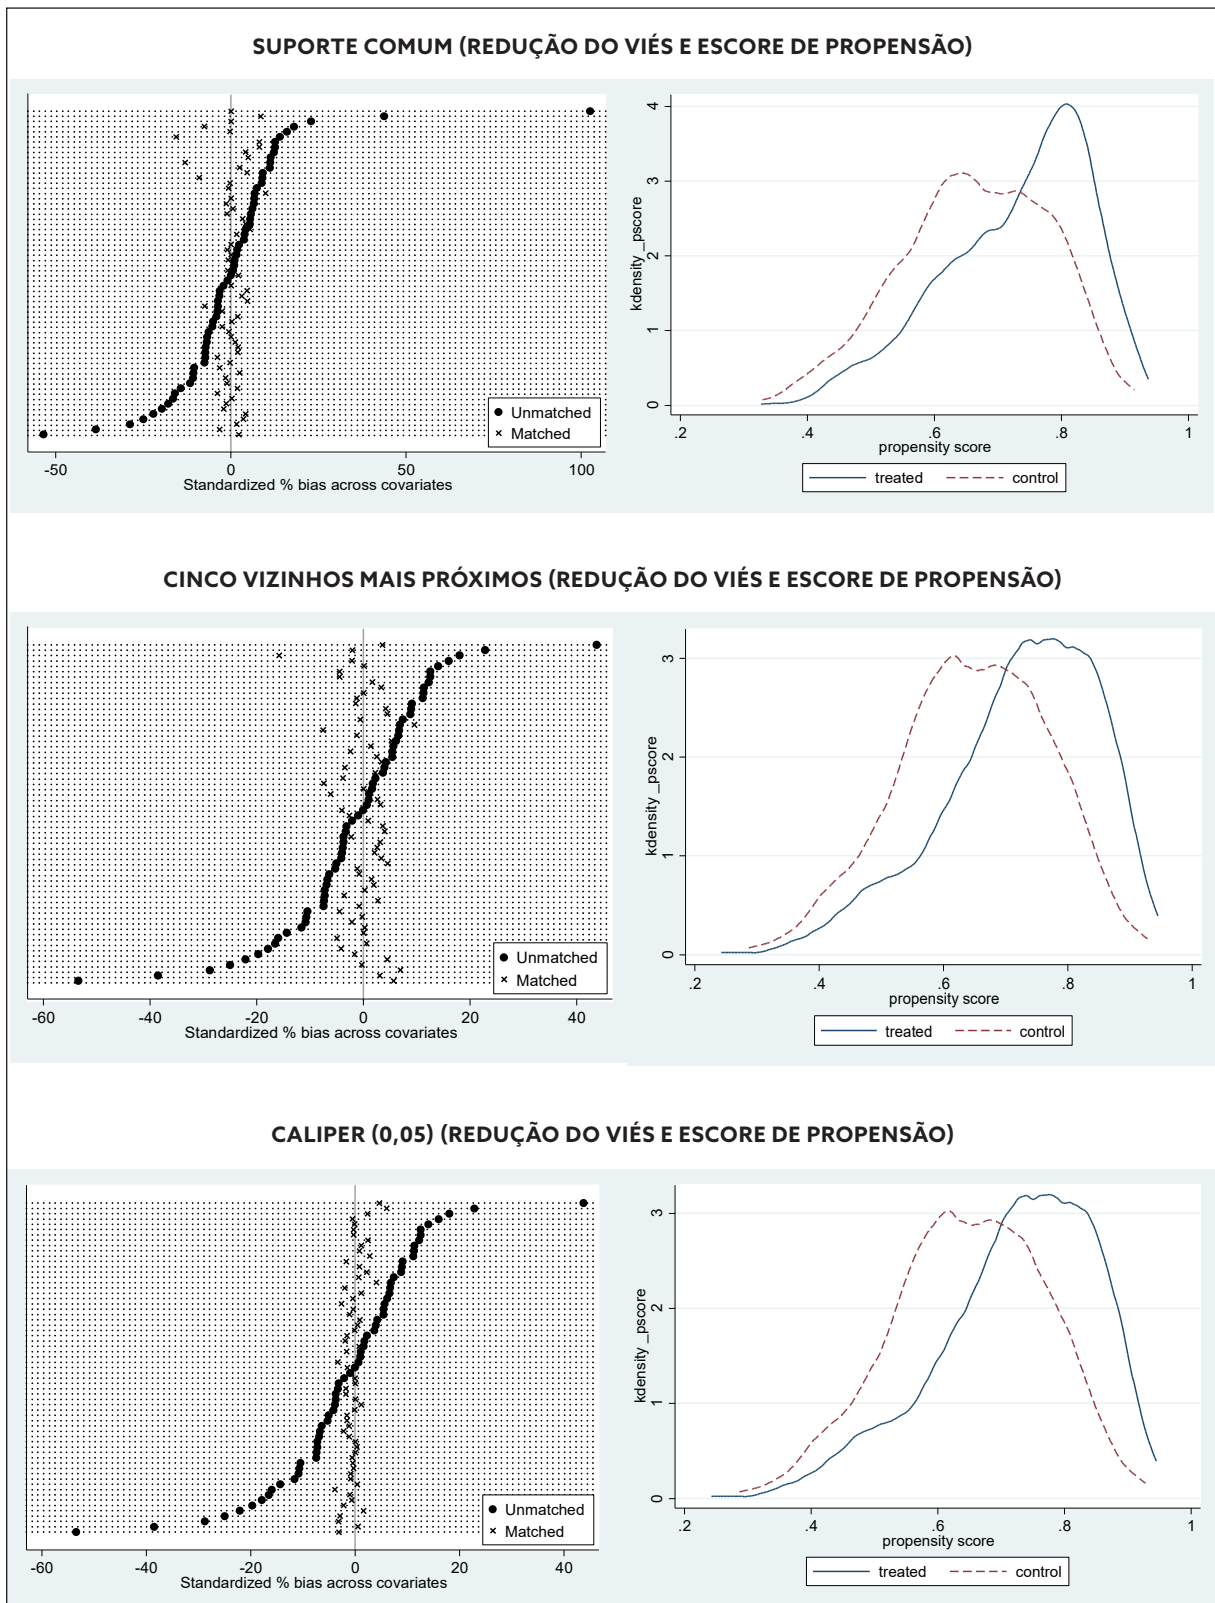 SUPORTE COMUM (REDUÇÃO DO VIÉS E ESCORE DE PROPENSÃO)
Unmatched
Matched
-50 0 50 100
Standardized % bias across covariates
kdensity _pscore
4
3
2
1
0
.2 .4 .6 .8 1
propensity score
treated control
CINCO VIZINHOS MAIS PRÓXIMOS (REDUÇÃO DO VIÉS E ESCORE DE PROPENSÃO)
Unmatched
Matched
-60 -40 -20 0 20 40
Standardized % bias across covariates
kdensity _pscore
3
2
1
0
.2 .4 .6 .8 1
propensity score
treated control
CALIPER (0,05) (REDUÇÃO DO VIÉS E ESCORE DE PROPENSÃO)
Unmatched
Matched
-60 -40 -20 0 20 40
Standardized % bias across covariates
kdensity _pscore
3
2
1
0
.2 .4 .6 .8 1
propensity score
treated control